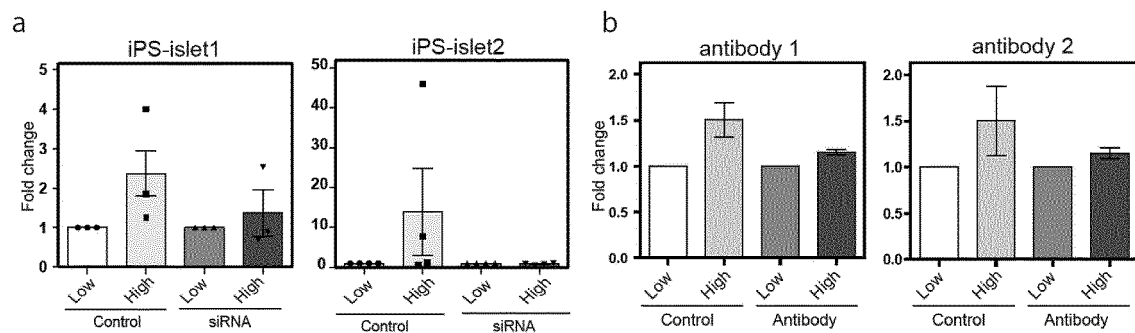 a
iPS-islet1
Fold change
5
4
3
2
1
0
Low
High
Low
High
Control
siRNA
iPS-islet2
50
40
30
20
10
0
Low
High
Low
High
Control
siRNA
b
antibody 1
Fold change
2.0
1.5
1.0
0.5
0.0
Low
High
Low
High
Control
Antibody
antibody 2
2.0
1.5
1.0
0.5
0.0
Low
High
Low
High
Control
Antibody